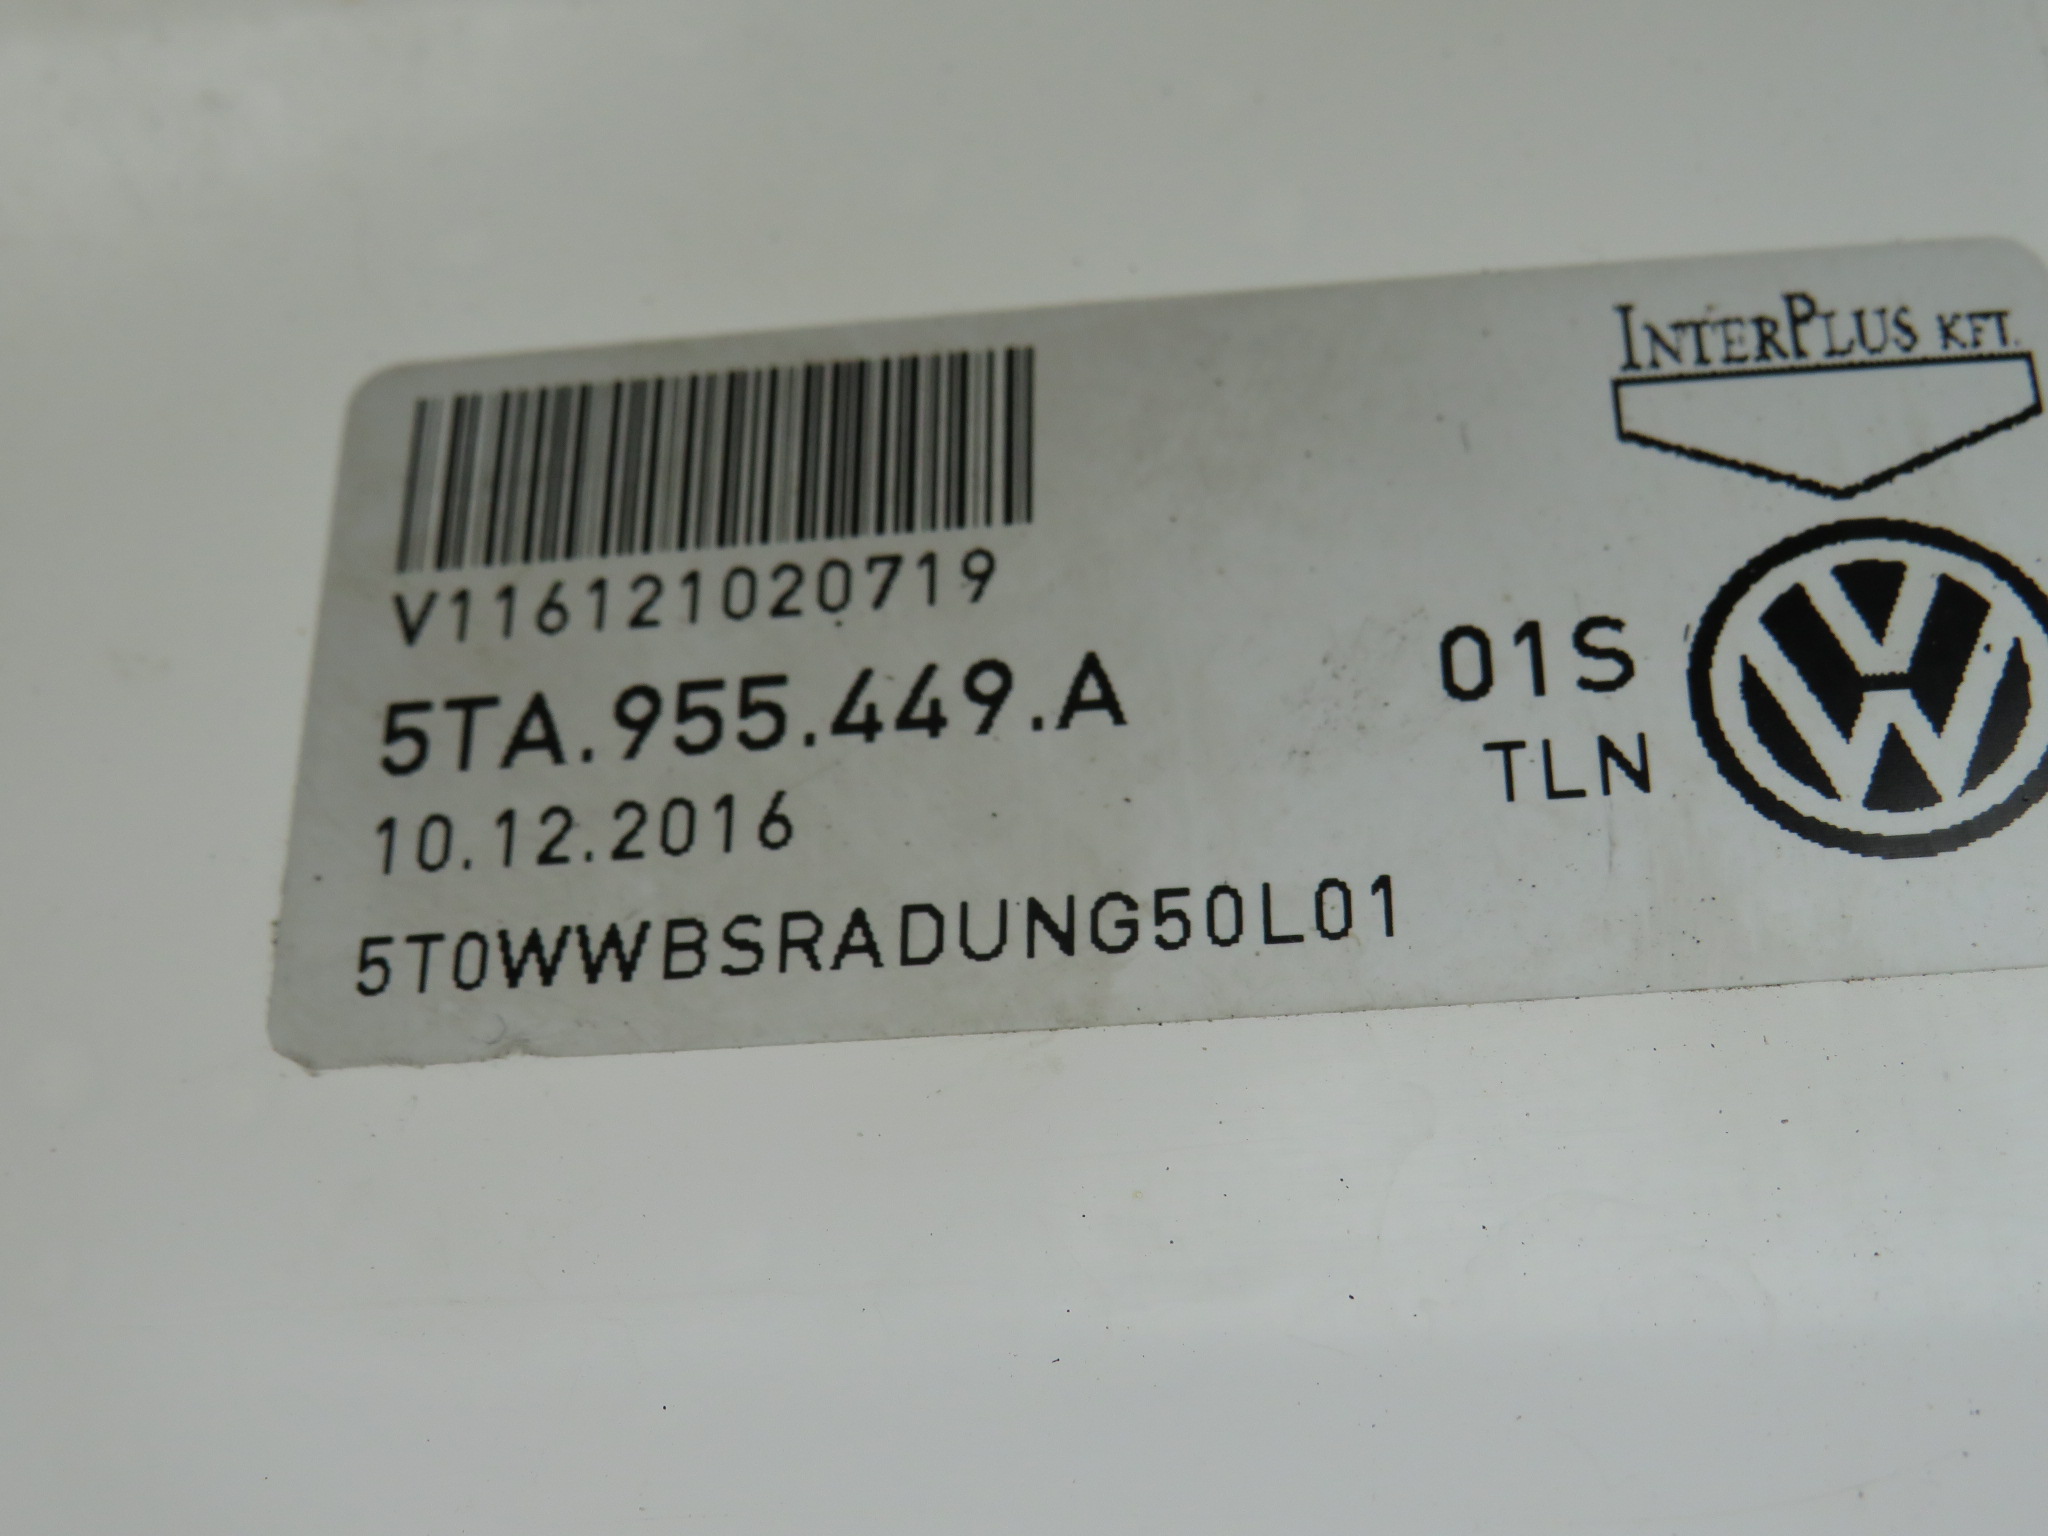 INTERPLUS KFT.
V116121020719
5TA.955.449.A
01S
TLN
10.12.2016
5T0WWBSRADUNG50L01